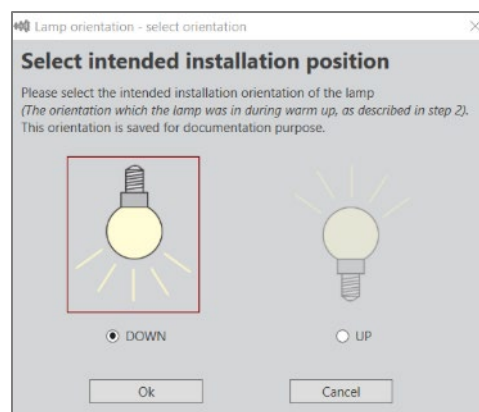 Lamp orientation - select orientation
Select intended installation position
Please select the intended installation orientation of the lamp
(The orientation which the lamp was in during warm up, as described in step 2).
This orientation is saved for documentation purpose.
DOWN UP
Ok Cancel